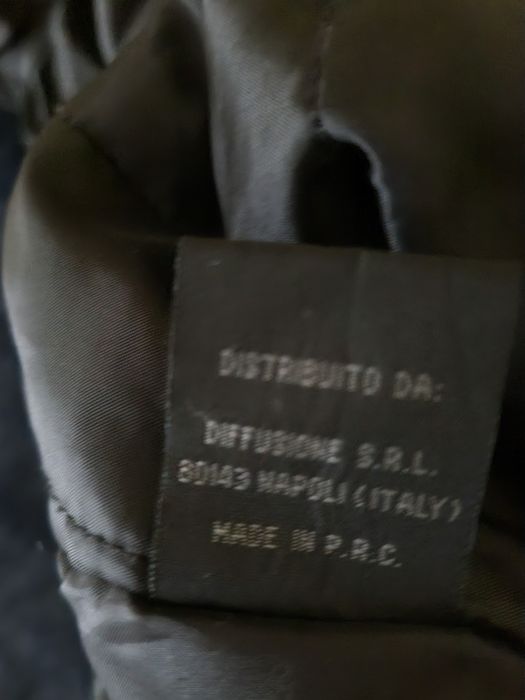 DISTRIBUITO DA:
DIFFUSIONE S.R.L.
80143 NAPOLI (ITALY)
MADE IN P.R.C.